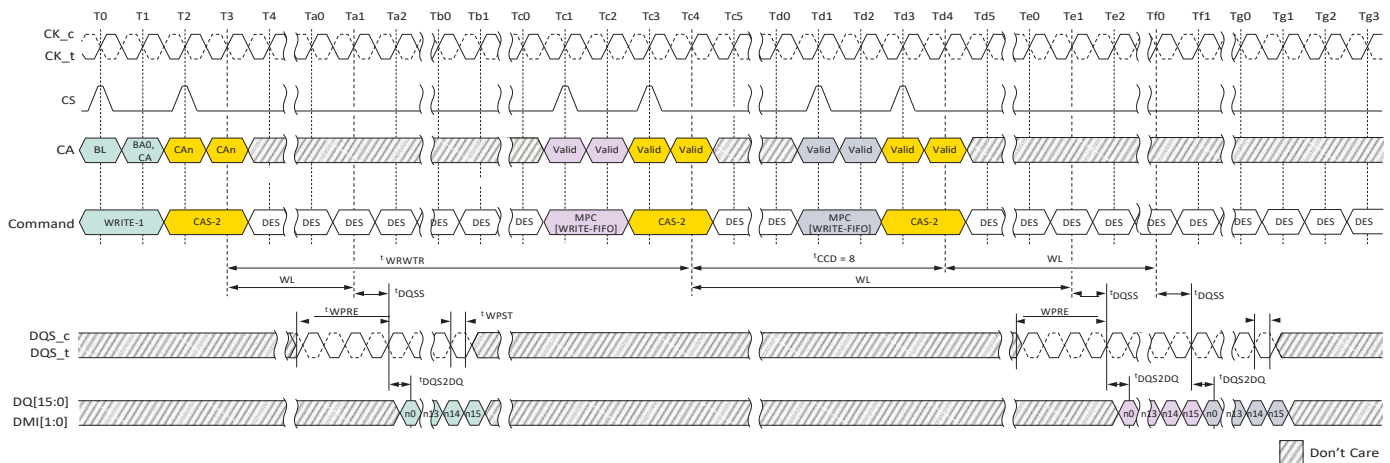 T0 T1 T2 T3 T4 Ta0 Ta1 Ta2 Tb0 Tb1 Tc0 Tc1 Tc2 Tc3 Tc4 Tc5 Td0 Td1 Td2 Td3 Td4 Td5 Te0 Te1 Te2 Tf0 Tf1 Tg0 Tg1 Tg2 Tg3
CK_c
CK_t
CS
CA BL BA0, CA CAn CAn Valid Valid Valid Valid Valid Valid Valid Valid
Command WRITE-1 CAS-2 DES DES DES DES DES DES DES MPC [WRITE-FIFO] CAS-2 DES DES MPC [WRITE-FIFO] CAS-2 DES DES DES DES DES DES DES DES DES DES
tWRWTR tCCD = 8 WL
WL tDQSS WL tDQSS tDQSS
tWPRE tWPST tWPRE
DQS_c
DQS_t
tDQS2DQ tDQS2DQ tDQS2DQ
DQ[15:0]
DMI[1:0]
n0 n13 n14 n15 n0 n13 n14 n15 n0 n13 n14 n15
Don't Care